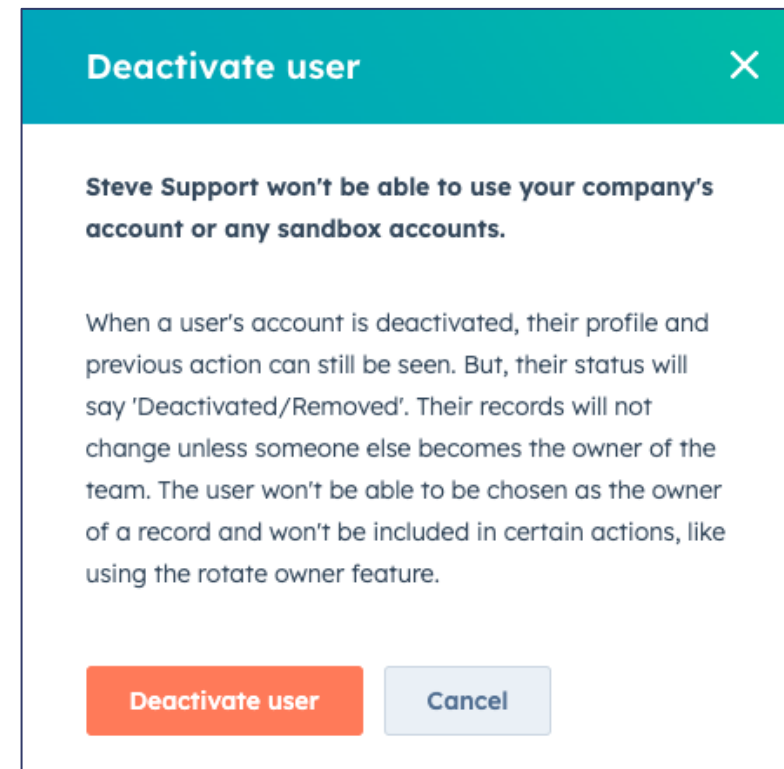 Deactivate user
Steve Support won't be able to use your company's
account or any sandbox accounts.
When a user's account is deactivated, their profile and
previous action can still be seen. But, their status will
say 'Deactivated/Removed'. Their records will not
change unless someone else becomes the owner of the
team. The user won't be able to be chosen as the owner
of a record and won't be included in certain actions, like
using the rotate owner feature.
Deactivate user Cancel